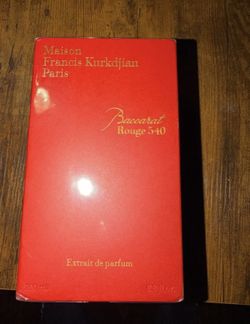 Maison
Francis Kurkdjian
Paris
Baccarat
Rouge 540
Extrait de parfum